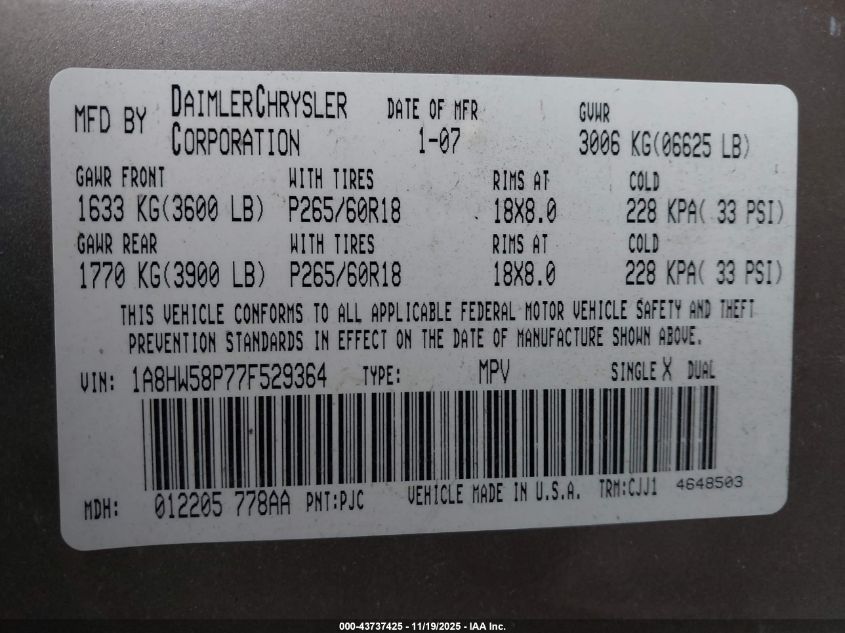 MFD BY DAIMLERCHRYSLER CORPORATION DATE OF MFR 1-07 GVWR 3006 KG(06625 LB)
GAWR FRONT WITH TIRES RIMS AT COLD
1633 KG(3600 LB) P265/60R18 18X8.0 228 KPA( 33 PSI)
GAWR REAR WITH TIRES RIMS AT COLD
1770 KG(3900 LB) P265/60R18 18X8.0 228 KPA( 33 PSI)
THIS VEHICLE CONFORMS TO ALL APPLICABLE FEDERAL MOTOR VEHICLE SAFETY AND THEFT
PREVENTION STANDARDS IN EFFECT ON THE DATE OF MANUFACTURE SHOWN ABOVE.
VIN: 1A8HW58P77F529364 TYPE: MPV SINGLE X DUAL
MDH: 012205 778AA PNT:PJC VEHICLE MADE IN U.S.A. TRM:CJJ1 4648503
000-43737425 - 11/19/2025 - IAA Inc.